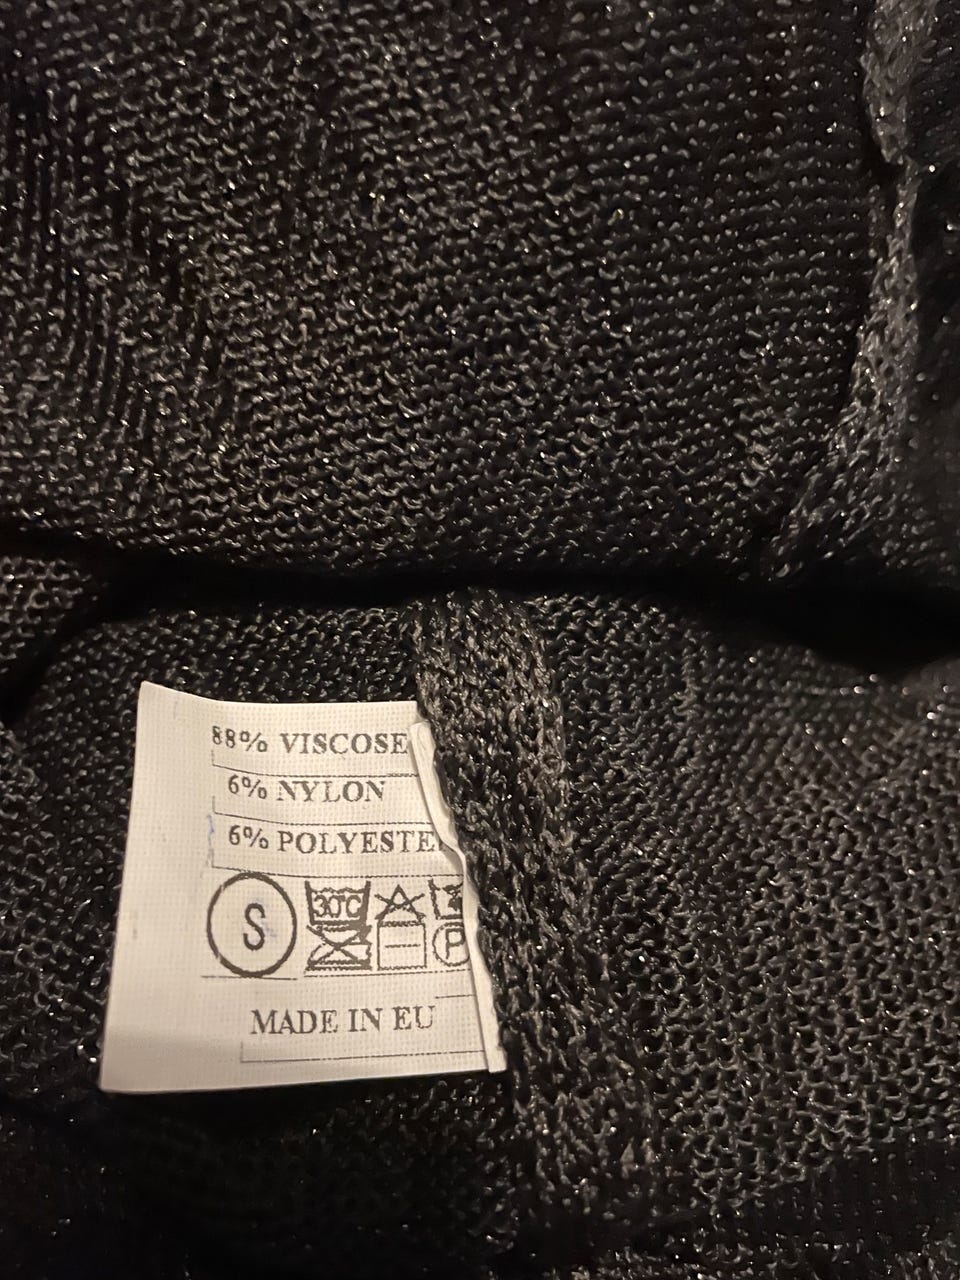 88% VISCOSE
6% NYLON
6% POLYESTE
S 30°C P
MADE IN EU